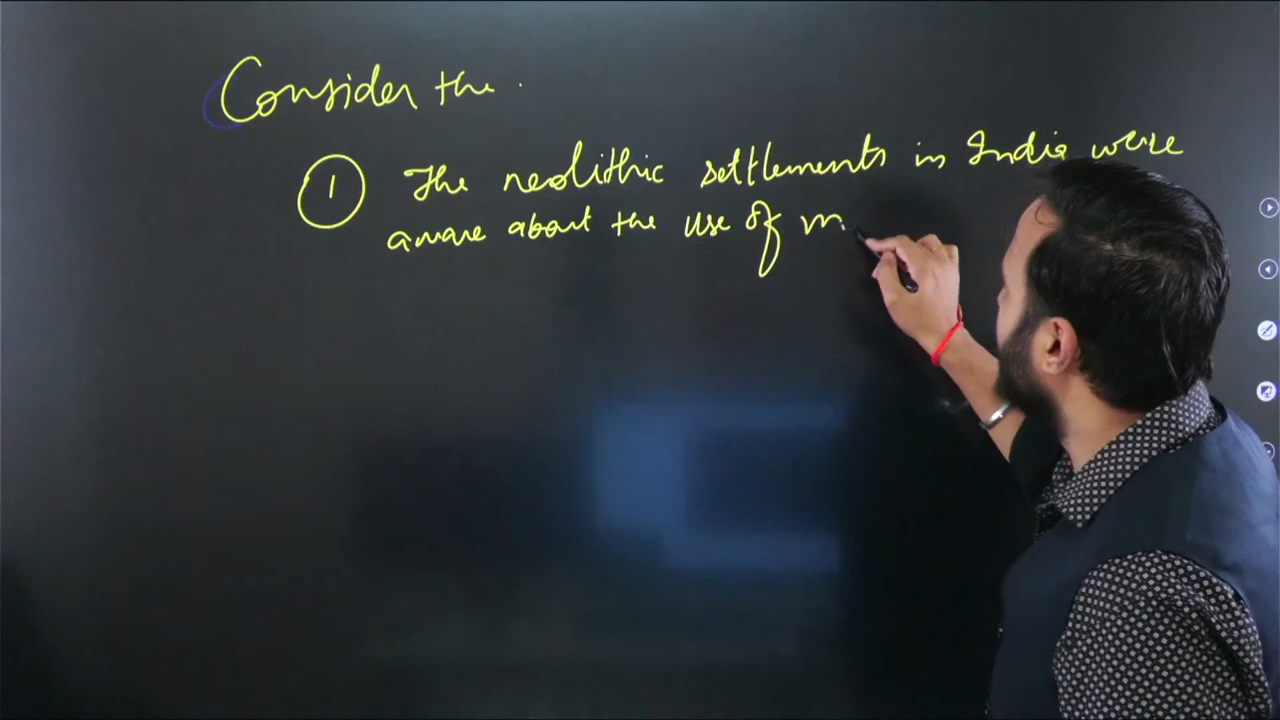 Consider the .
1 The neolithic settlements in India were
aware about the use of m